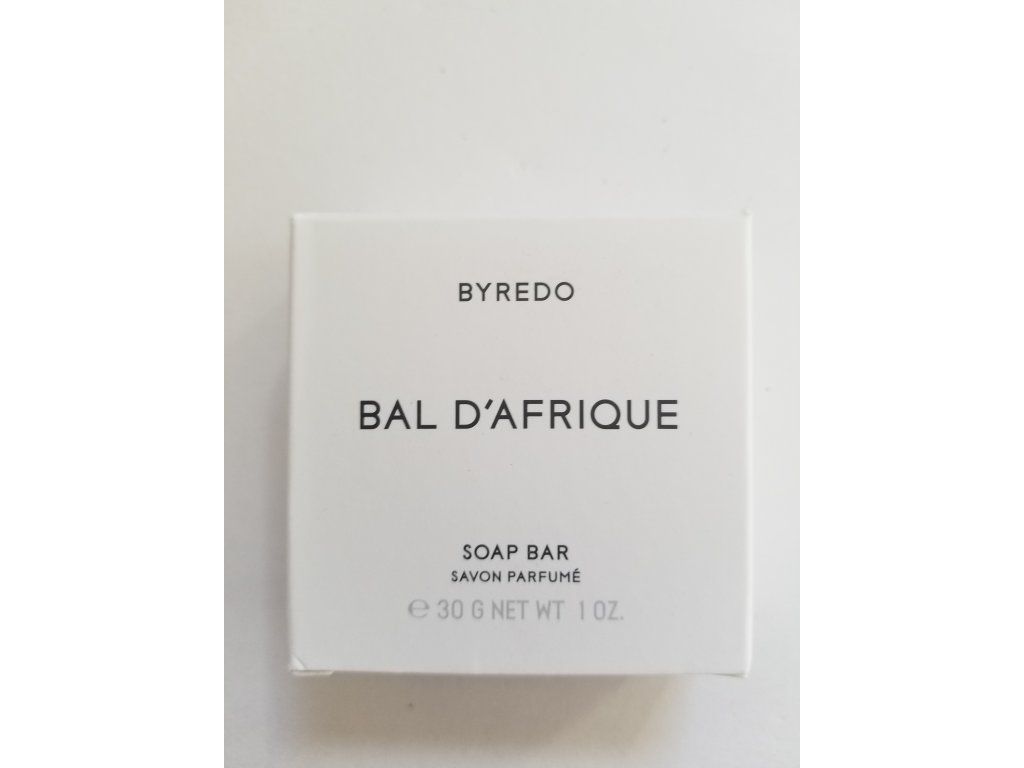 BYREDO
BAL D'AFRIQUE
SOAP BAR
SAVON PARFUMÉ
℮ 30 G NET WT 1 OZ.